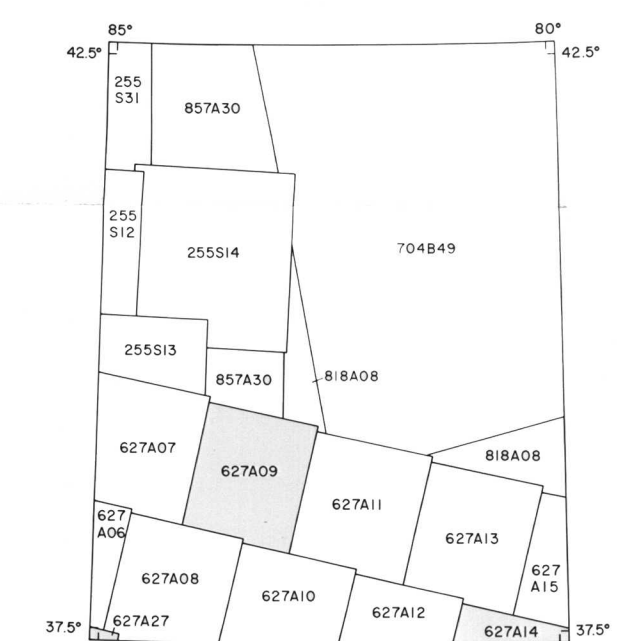 85°
80°
42.5°
42.5°
255
S31
857A30
255
S12
255S14
704B49
255S13
857A30
818A08
627A07
627A09
818A08
627A11
627
A06
627A13
627A08
627
A15
627A10
627A12
627A27
627A14
37.5°
37.5°